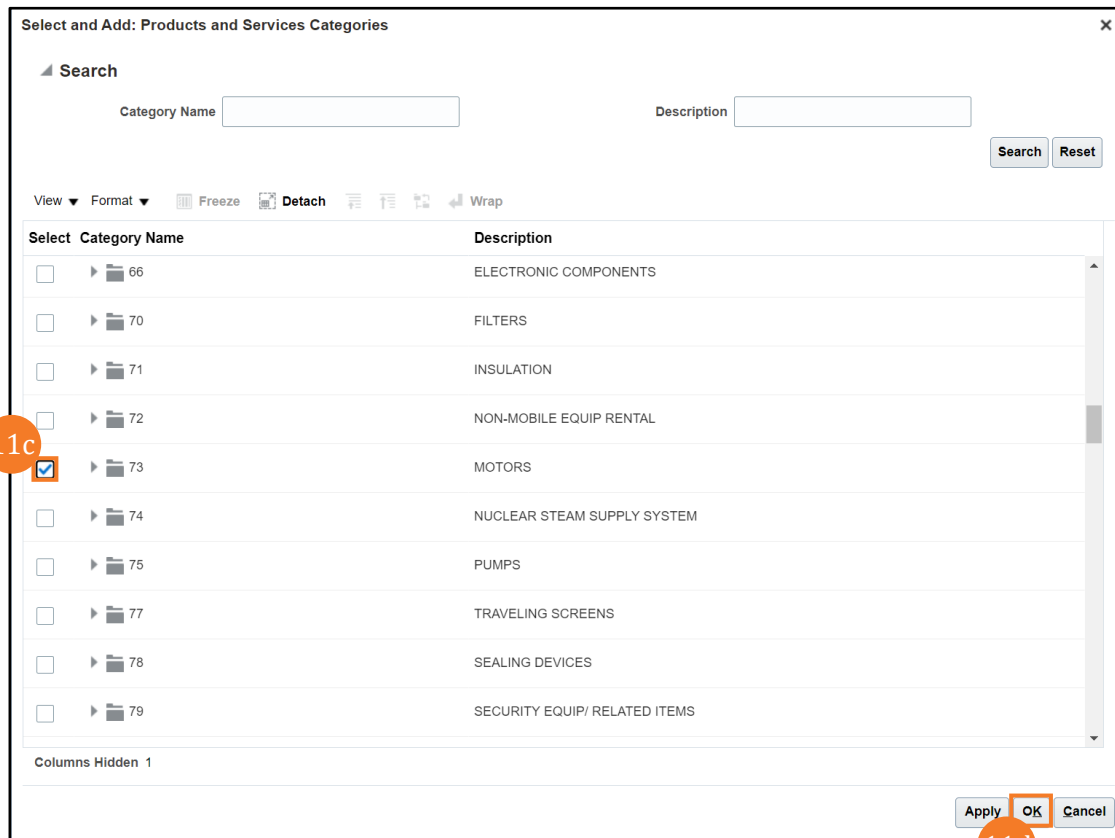 Select and Add: Products and Services Categories
Search
Category Name Description
Search Reset
View Format Freeze Detach Wrap
Select Category Name Description
66 ELECTRONIC COMPONENTS
70 FILTERS
71 INSULATION
72 NON-MOBILE EQUIP RENTAL
1c
73 MOTORS
74 NUCLEAR STEAM SUPPLY SYSTEM
75 PUMPS
77 TRAVELING SCREENS
78 SEALING DEVICES
79 SECURITY EQUIP/ RELATED ITEMS
Columns Hidden 1
Apply OK Cancel